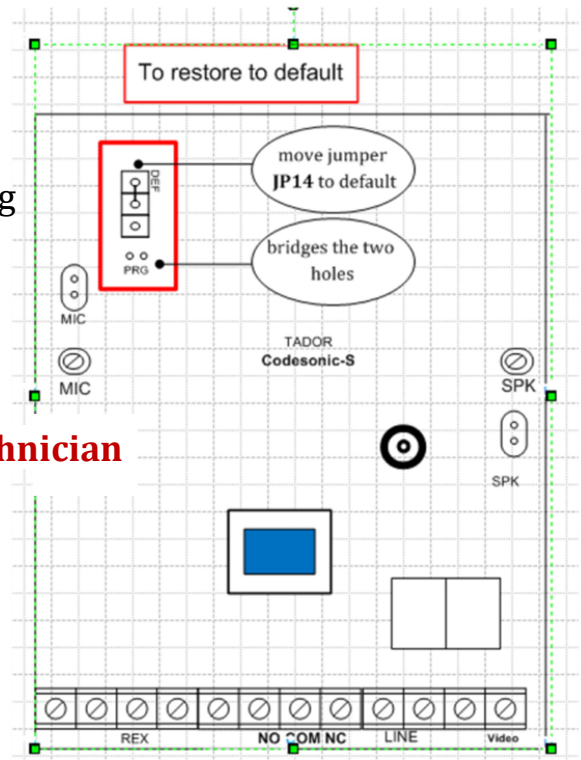 To restore to default
move jumper
JP14 to default
g
DEF
bridges the two
holes
PRG
MIC
TADOR
Codesonic-S
MIC
SPK
hnician
SPK
REX
NO COM NC
LINE
Video